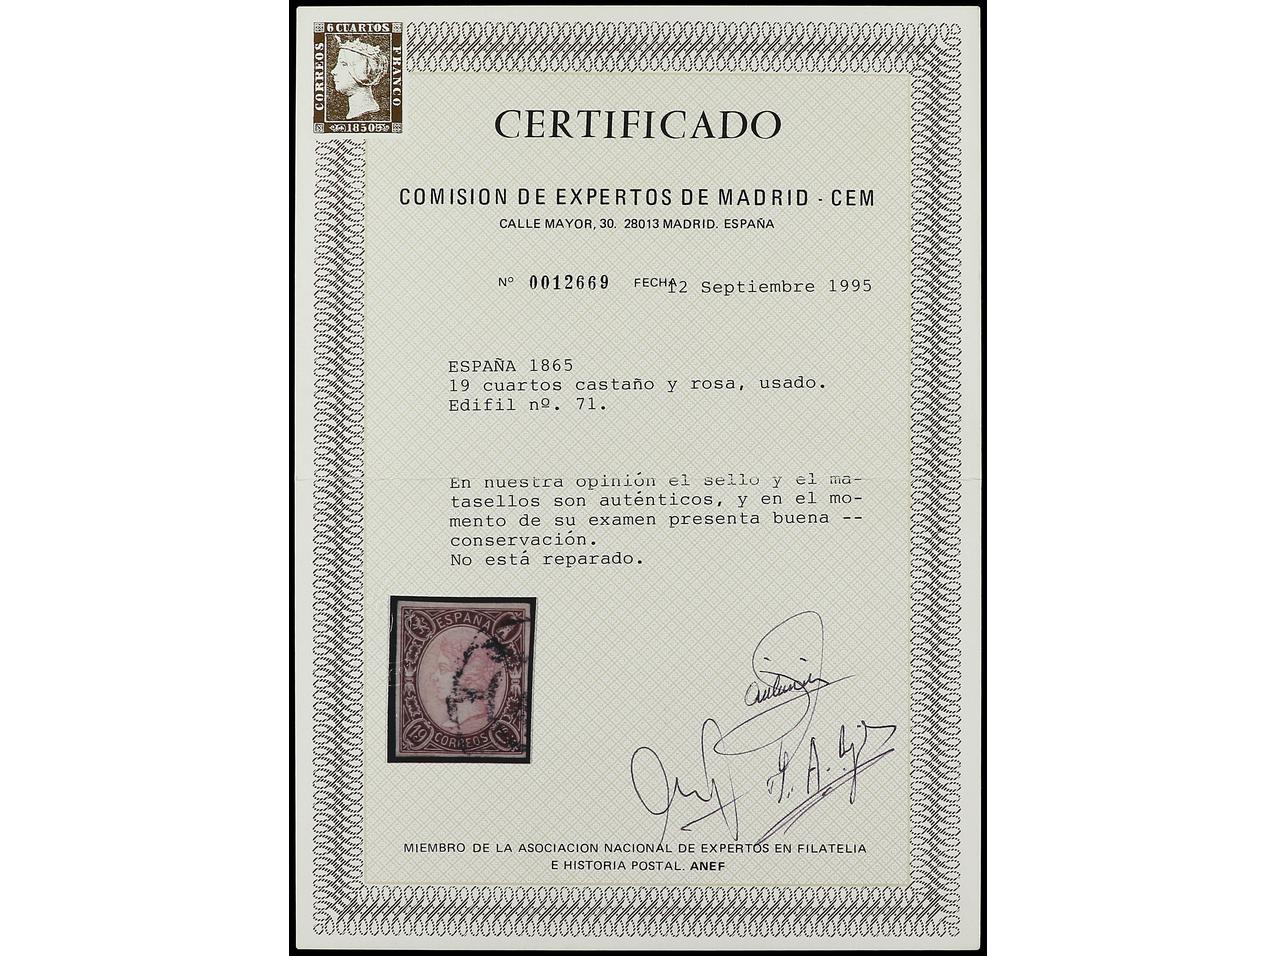 6 CUARTOS
CORREOS
FRANCO
1850
CERTIFICADO
COMISION DE EXPERTOS DE MADRID - CEM
CALLE MAYOR, 30. 28013 MADRID. ESPAÑA
Nº 0012669 FECHA 12 Septiembre 1995
ESPAÑA 1865
19 cuartos castaño y rosa, usado.
Edifil nº. 71.
En nuestra opinión el sello y el ma-
tasellos son auténticos, y en el mo-
mento de su examen presenta buena --
conservación.
No está reparado.
ESPAÑA
19 CORREOS Cs
MIEMBRO DE LA ASOCIACION NACIONAL DE EXPERTOS EN FILATELIA
E HISTORIA POSTAL. ANEF